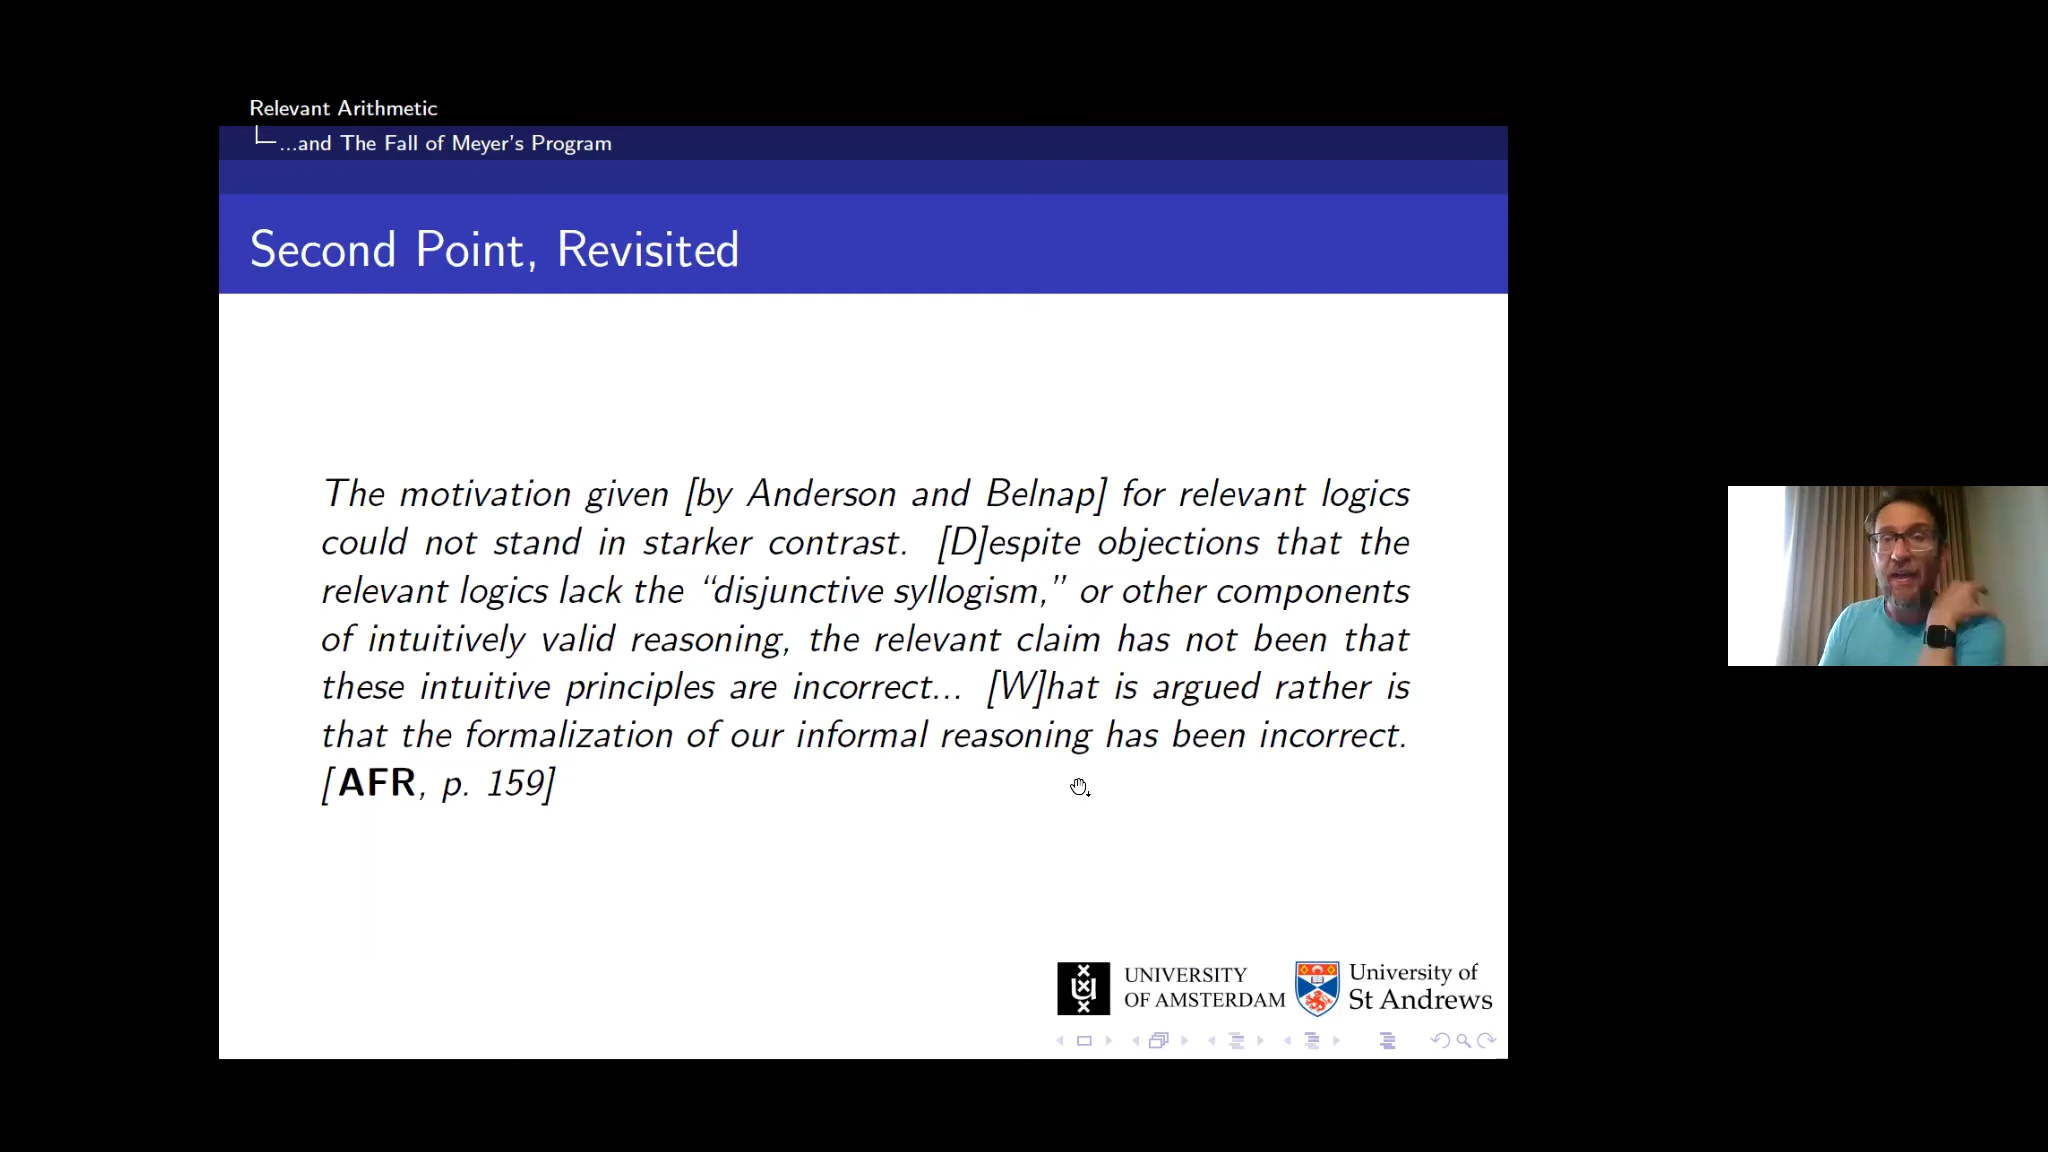 Relevant Arithmetic
...and The Fall of Meyer's Program
Second Point, Revisited
The motivation given [by Anderson and Belnap] for relevant logics
could not stand in starker contrast. [D]espite objections that the
relevant logics lack the “disjunctive syllogism,” or other components
of intuitively valid reasoning, the relevant claim has not been that
these intuitive principles are incorrect... [W]hat is argued rather is
that the formalization of our informal reasoning has been incorrect.
[AFR, p. 159]
UNIVERSITY
OF AMSTERDAM
University of
St Andrews